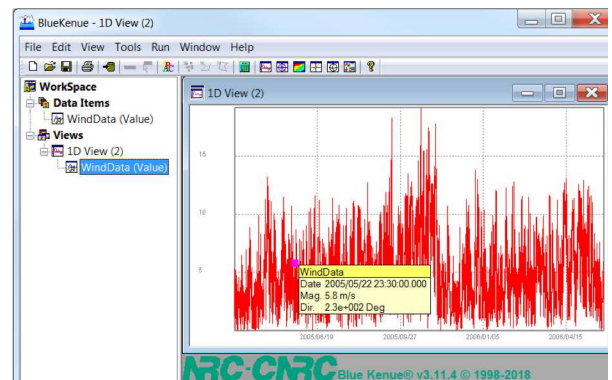 BlueKenue - 1D View (2)
File Edit View Tools Run Window Help
WorkSpace
Data Items
WindData (Value)
Views
1D View (2)
WindData (Value)
1D View (2)
15
10
5
WindData
Date 2005/05/22 23:30:00.000
Mag. 5.8 m/s
Dir. 2.3e+002 Deg
2005/06/19 2005/09/27 2006/01/05 2006/04/15
NRC-CNRC Blue Kenue® v3.11.4 © 1998-2018